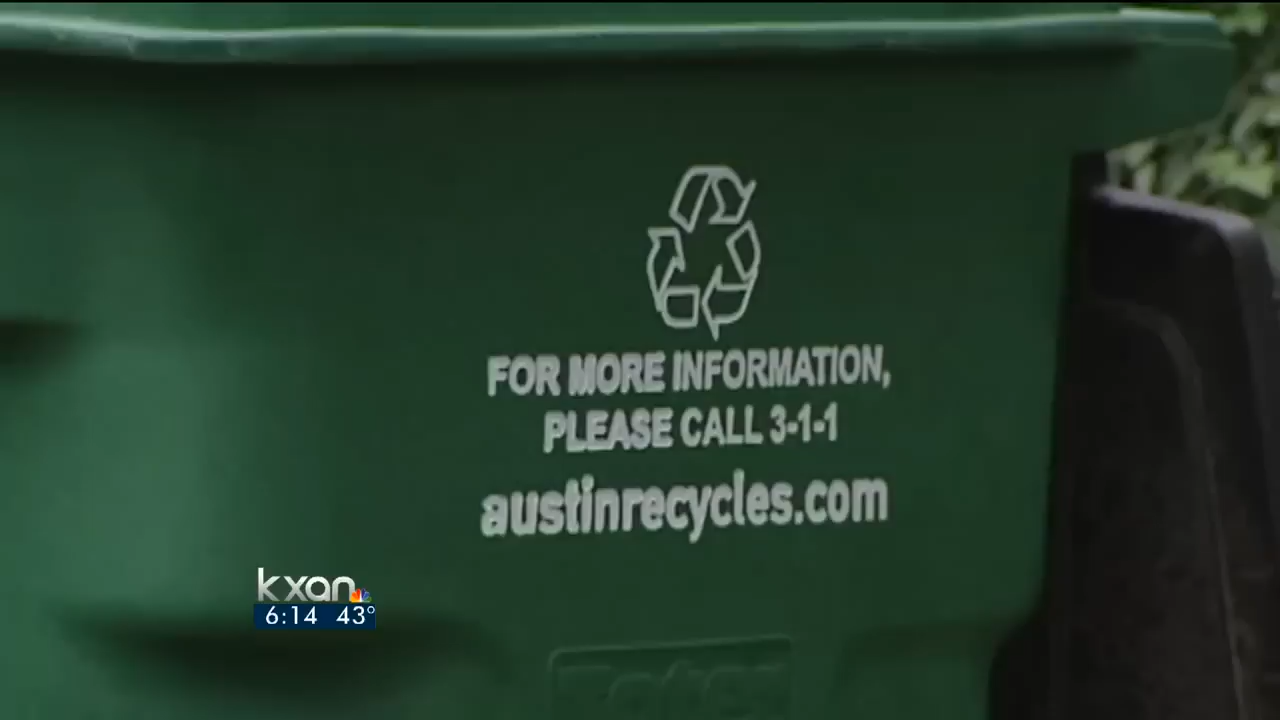 FOR MORE INFORMATION,
PLEASE CALL 3-1-1
austinrecycles.com
kxan
6:14 43°